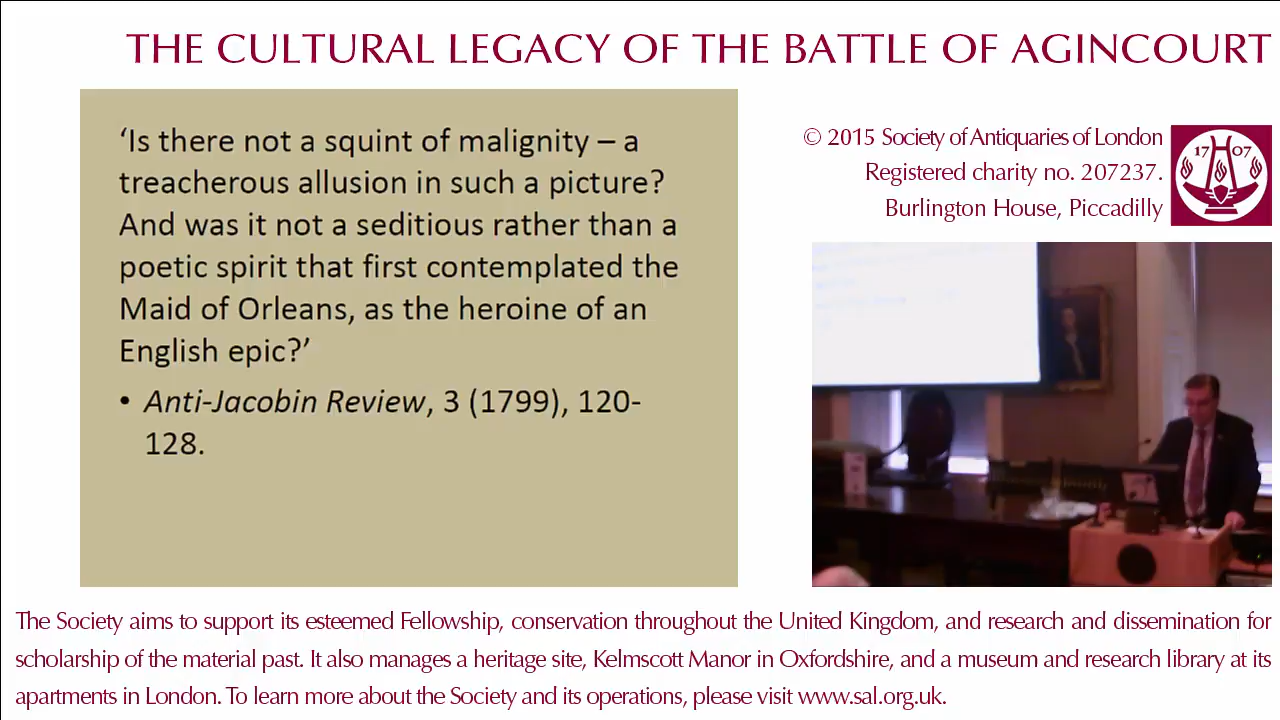 THE CULTURAL LEGACY OF THE BATTLE OF AGINCOURT
‘Is there not a squint of malignity – a
treacherous allusion in such a picture?
And was it not a seditious rather than a
poetic spirit that first contemplated the
Maid of Orleans, as the heroine of an
English epic?’
• Anti-Jacobin Review, 3 (1799), 120-
128.
© 2015 Society of Antiquaries of London
Registered charity no. 207237.
Burlington House, Piccadilly
17 07
The Society aims to support its esteemed Fellowship, conservation throughout the United Kingdom, and research and dissemination for
scholarship of the material past. It also manages a heritage site, Kelmscott Manor in Oxfordshire, and a museum and research library at its
apartments in London. To learn more about the Society and its operations, please visit www.sal.org.uk.